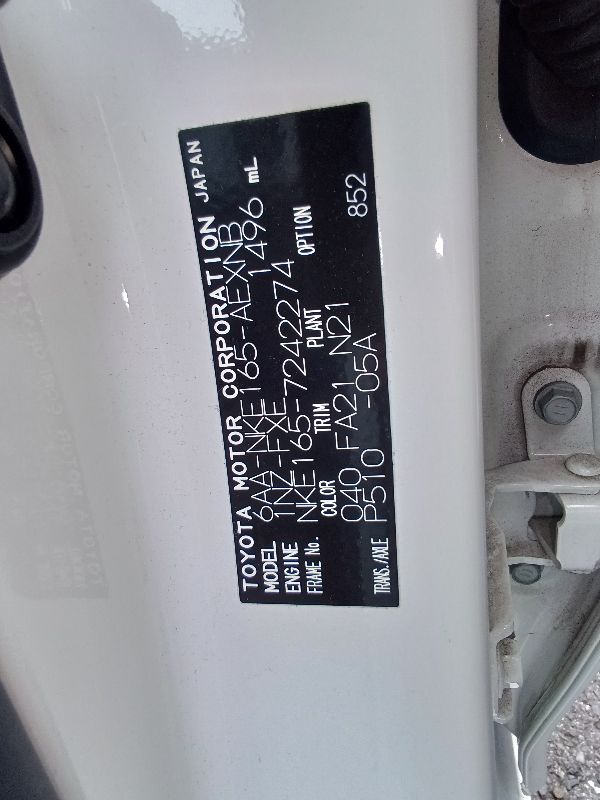 TOYOTA MOTOR CORPORATION JAPAN
MODEL 6AA-NKE165-AEXNB
ENGINE 1NZ-FXE 1496 mL
FRAME No. NKE165-7242274
COLOR TRIM PLANT OPTION
040 FA21 N21
TRANS./AXLE P510 -05A 852